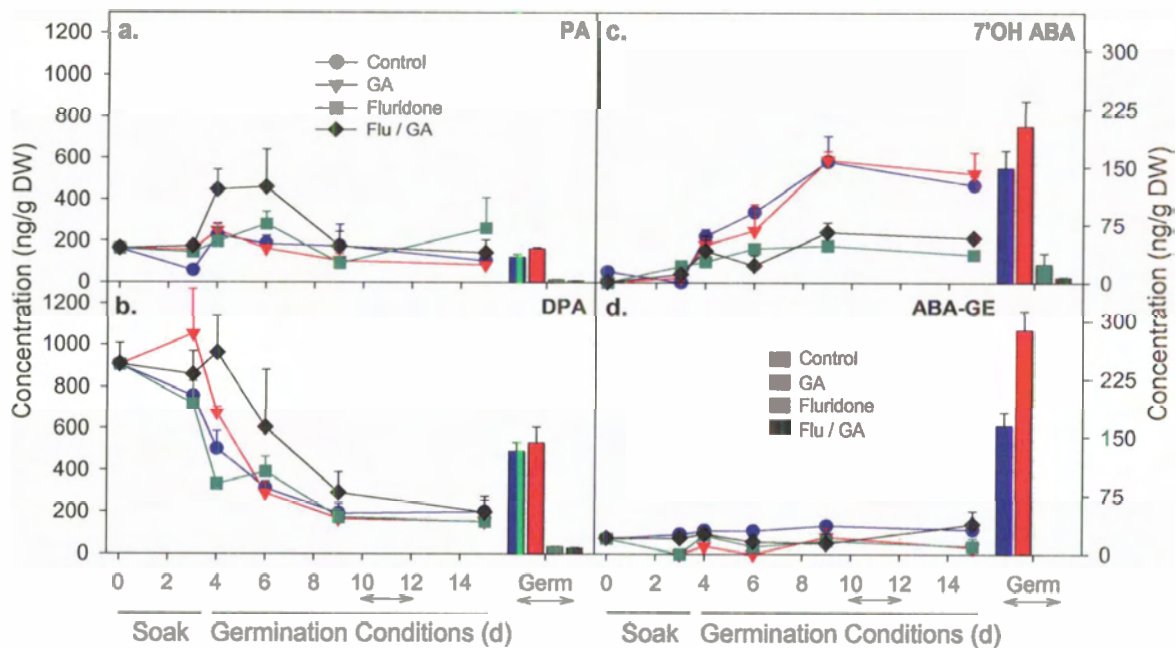 a.
PA
Control
GA
Fluridone
Flu / GA
1200
1000
800
600
400
200
0
Concentration (ng/g DW)
c.
7'OH ABA
300
225
150
75
0
Concentration (ng/g DW)
b.
DPA
1200
1000
800
600
400
200
0
0 2 4 6 8 10 12 14 Germ
Soak Germination Conditions (d)
d.
ABA-GE
Control
GA
Fluridone
Flu / GA
300
225
150
75
0
0 2 4 6 8 10 12 14 Germ
Soak Germination Conditions (d)